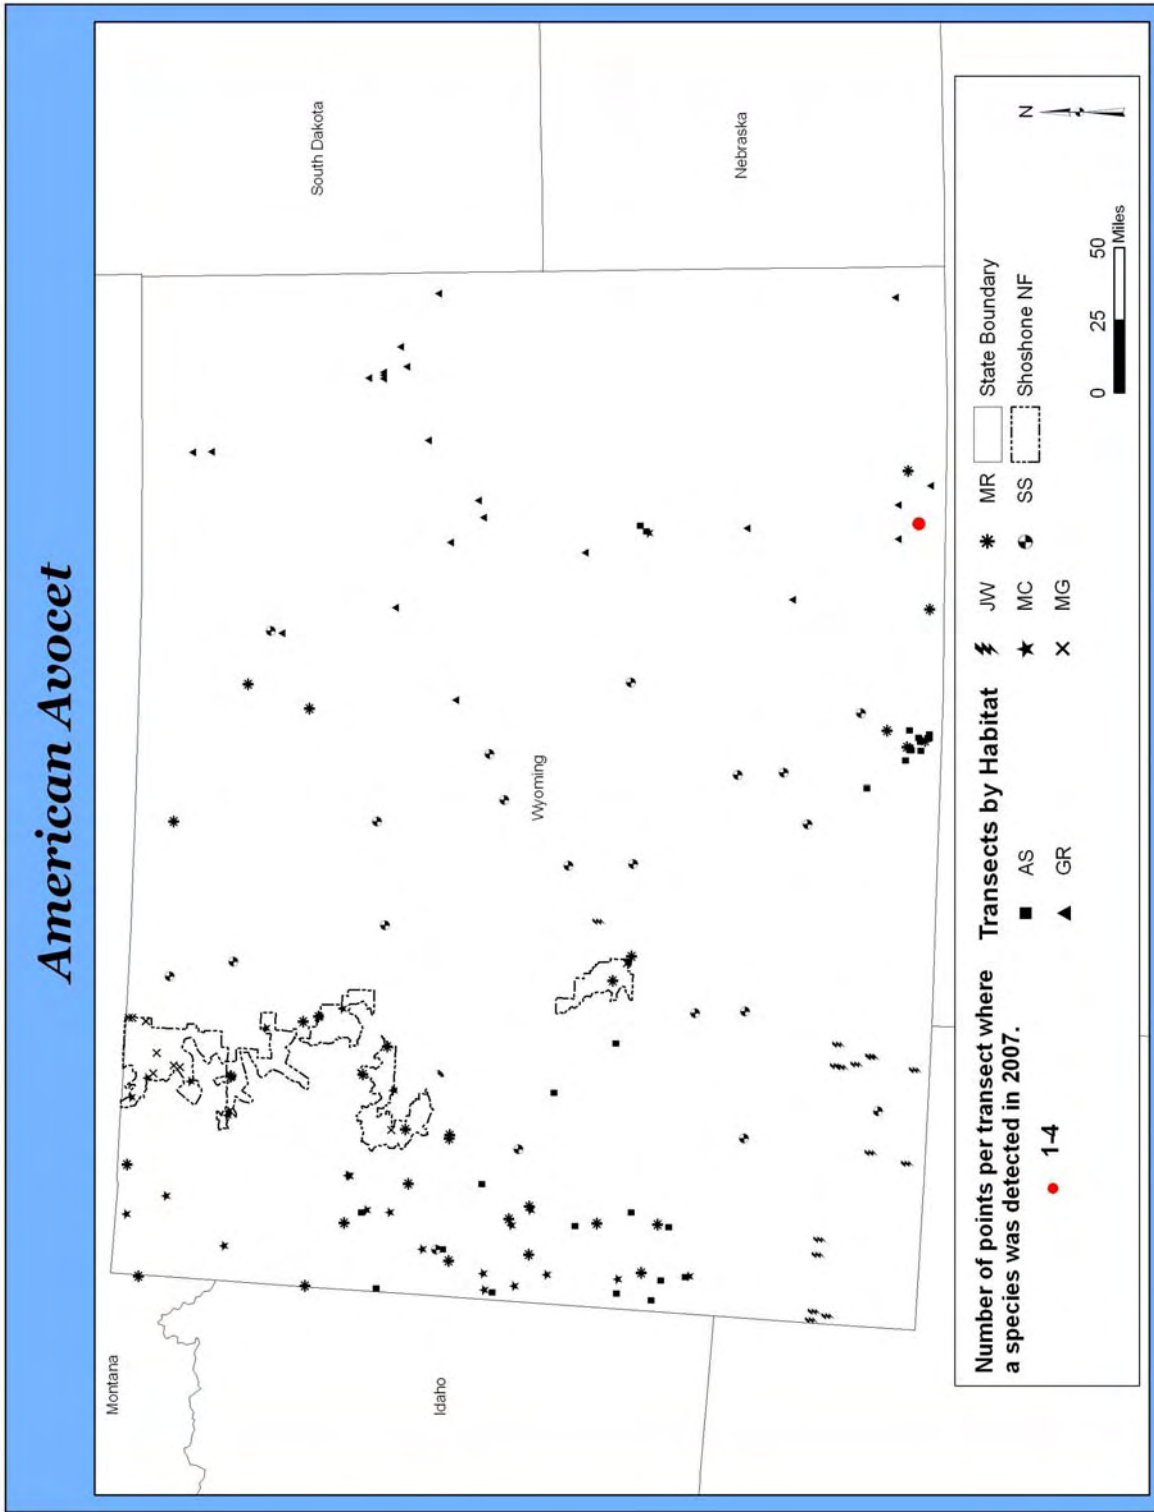 American Avocet
Montana
Idaho
Wyoming
South Dakota
Nebraska
Number of points per transect where
a species was detected in 2007.
1-4
Transects by Habitat
AS
GR
JW
MC
MG
MR
SS
State Boundary
Shoshone NF
N
0 25 50
Miles